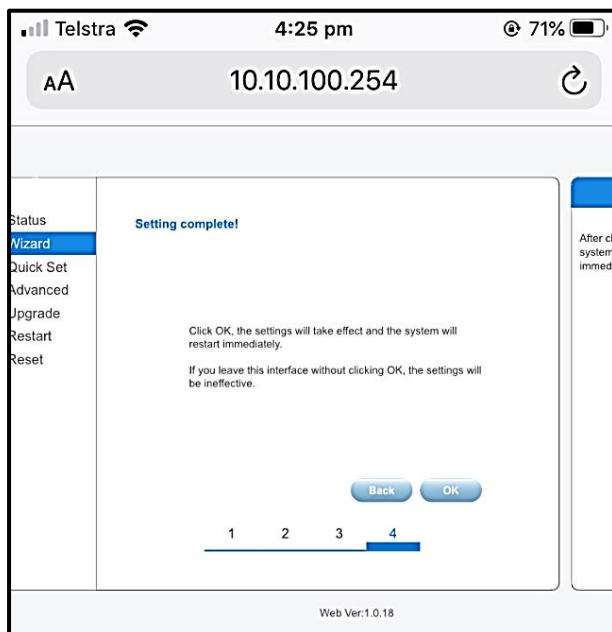 Telstra 4:25 pm 71%
AA 10.10.100.254
Status
Wizard
Quick Set
Advanced
Upgrade
Restart
Reset
Setting complete!
Click OK, the settings will take effect and the system will
restart immediately.
If you leave this interface without clicking OK, the settings will
be ineffective.
Back OK
1 2 3 4
After cl
system
immed
Web Ver:1.0.18